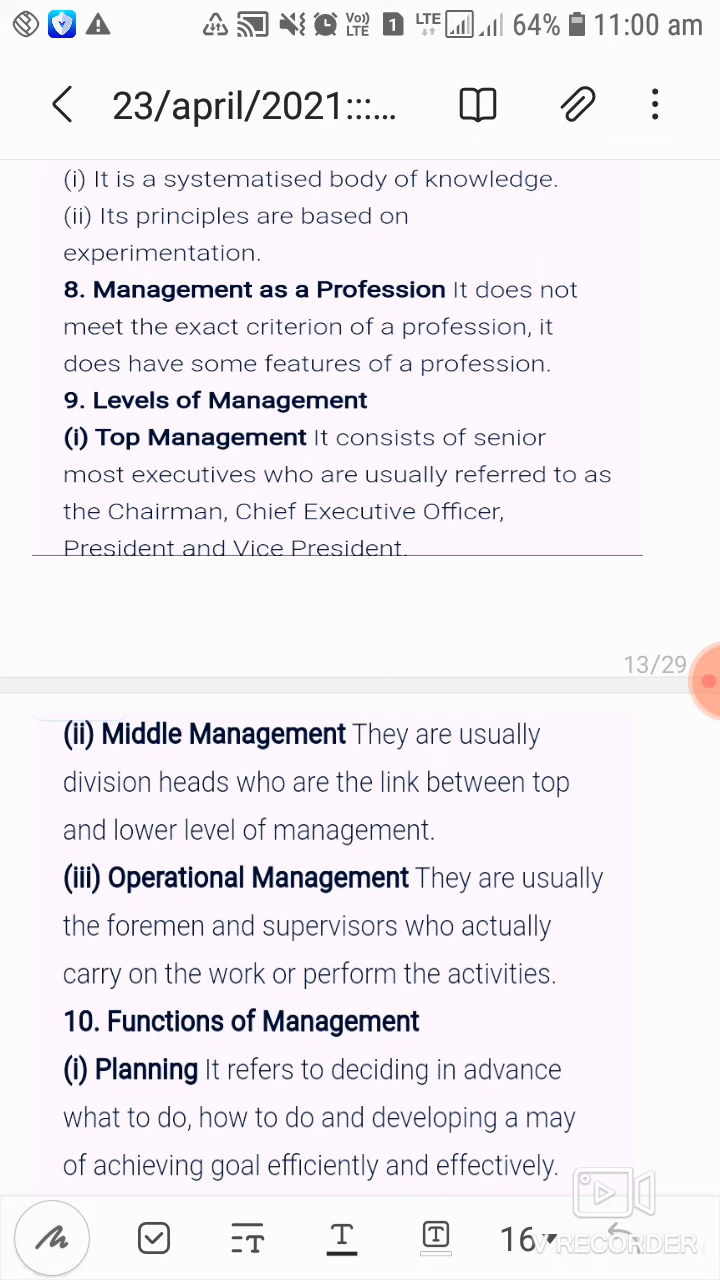 Vo)) LTE 1 LTE 64% 11:00 am
23/april/2021:::...
(i) It is a systematised body of knowledge.
(ii) Its principles are based on
experimentation.
8. Management as a Profession It does not
meet the exact criterion of a profession, it
does have some features of a profession.
9. Levels of Management
(i) Top Management It consists of senior
most executives who are usually referred to as
the Chairman, Chief Executive Officer,
President and Vice President.
13/29
(ii) Middle Management They are usually
division heads who are the link between top
and lower level of management.
(iii) Operational Management They are usually
the foremen and supervisors who actually
carry on the work or perform the activities.
10. Functions of Management
(i) Planning It refers to deciding in advance
what to do, how to do and developing a may
of achieving goal efficiently and effectively.
T T T 16
V RECORDER